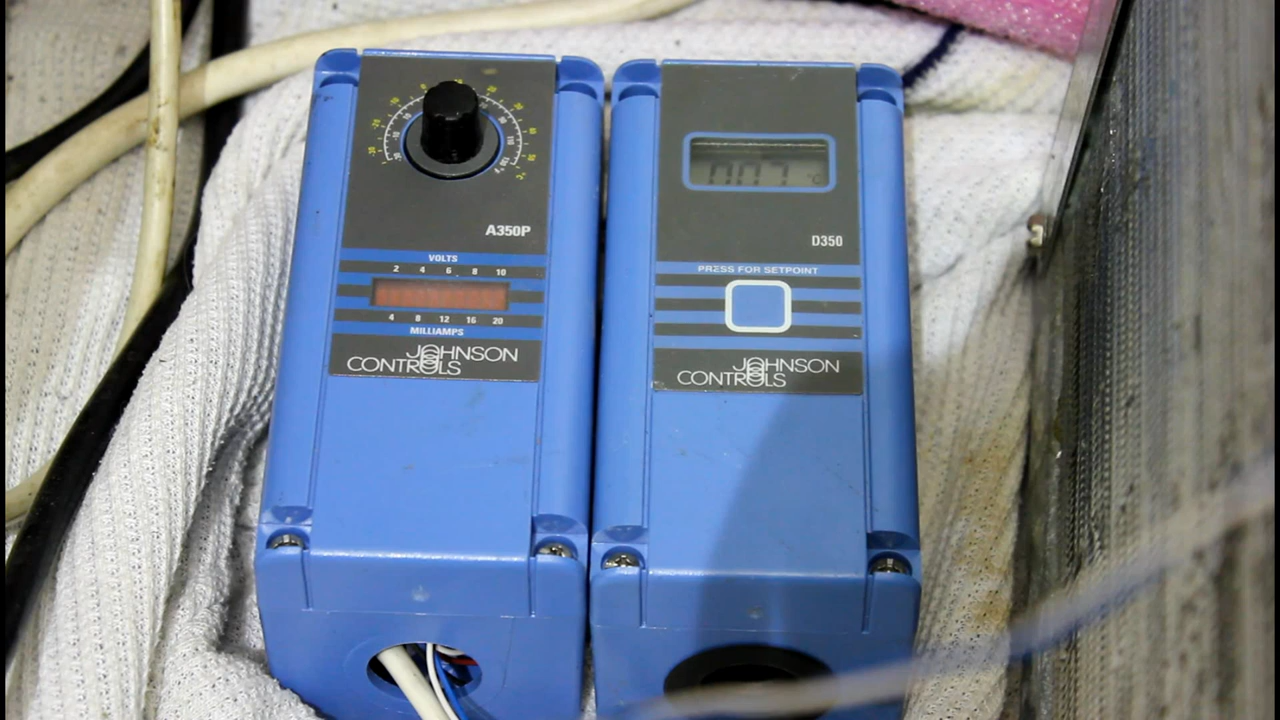 A350P
VOLTS
2 4 6 8 10
4 8 12 16 20
MILLIAMPS
JOHNSON
CONTROLS
°C
D350
PRESS FOR SETPOINT
JOHNSON
CONTROLS